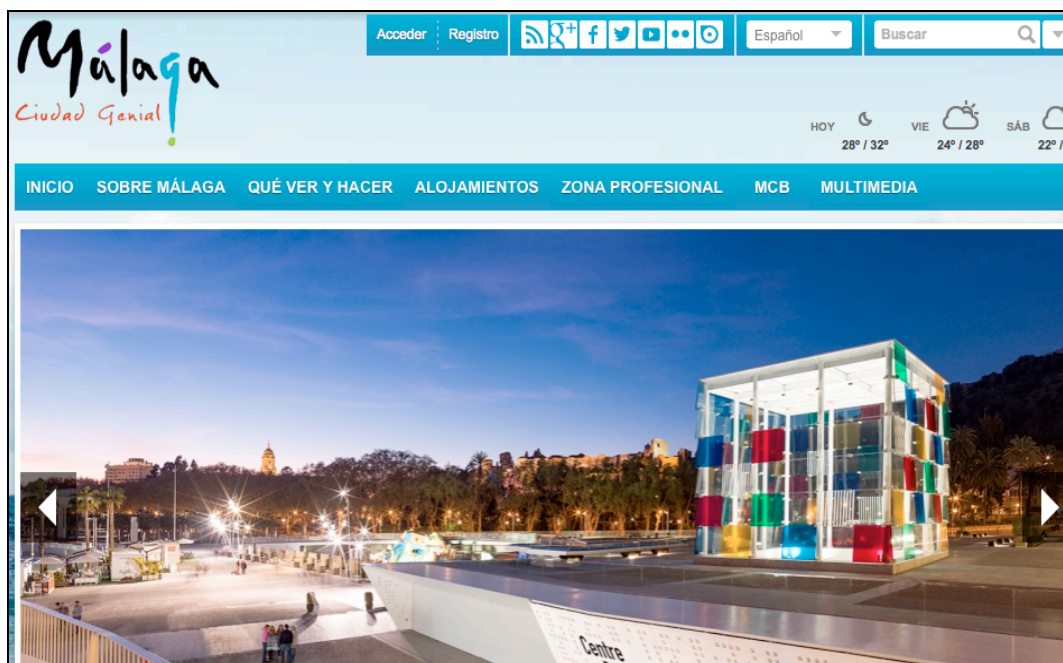 Málaga
Ciudad Genial
Acceder Registro
Español
Buscar
HOY 28º / 32º
VIE 24º / 28º
SÁB 22º /
INICIO SOBRE MÁLAGA QUÉ VER Y HACER ALOJAMIENTOS ZONA PROFESIONAL MCB MULTIMEDIA
Centre